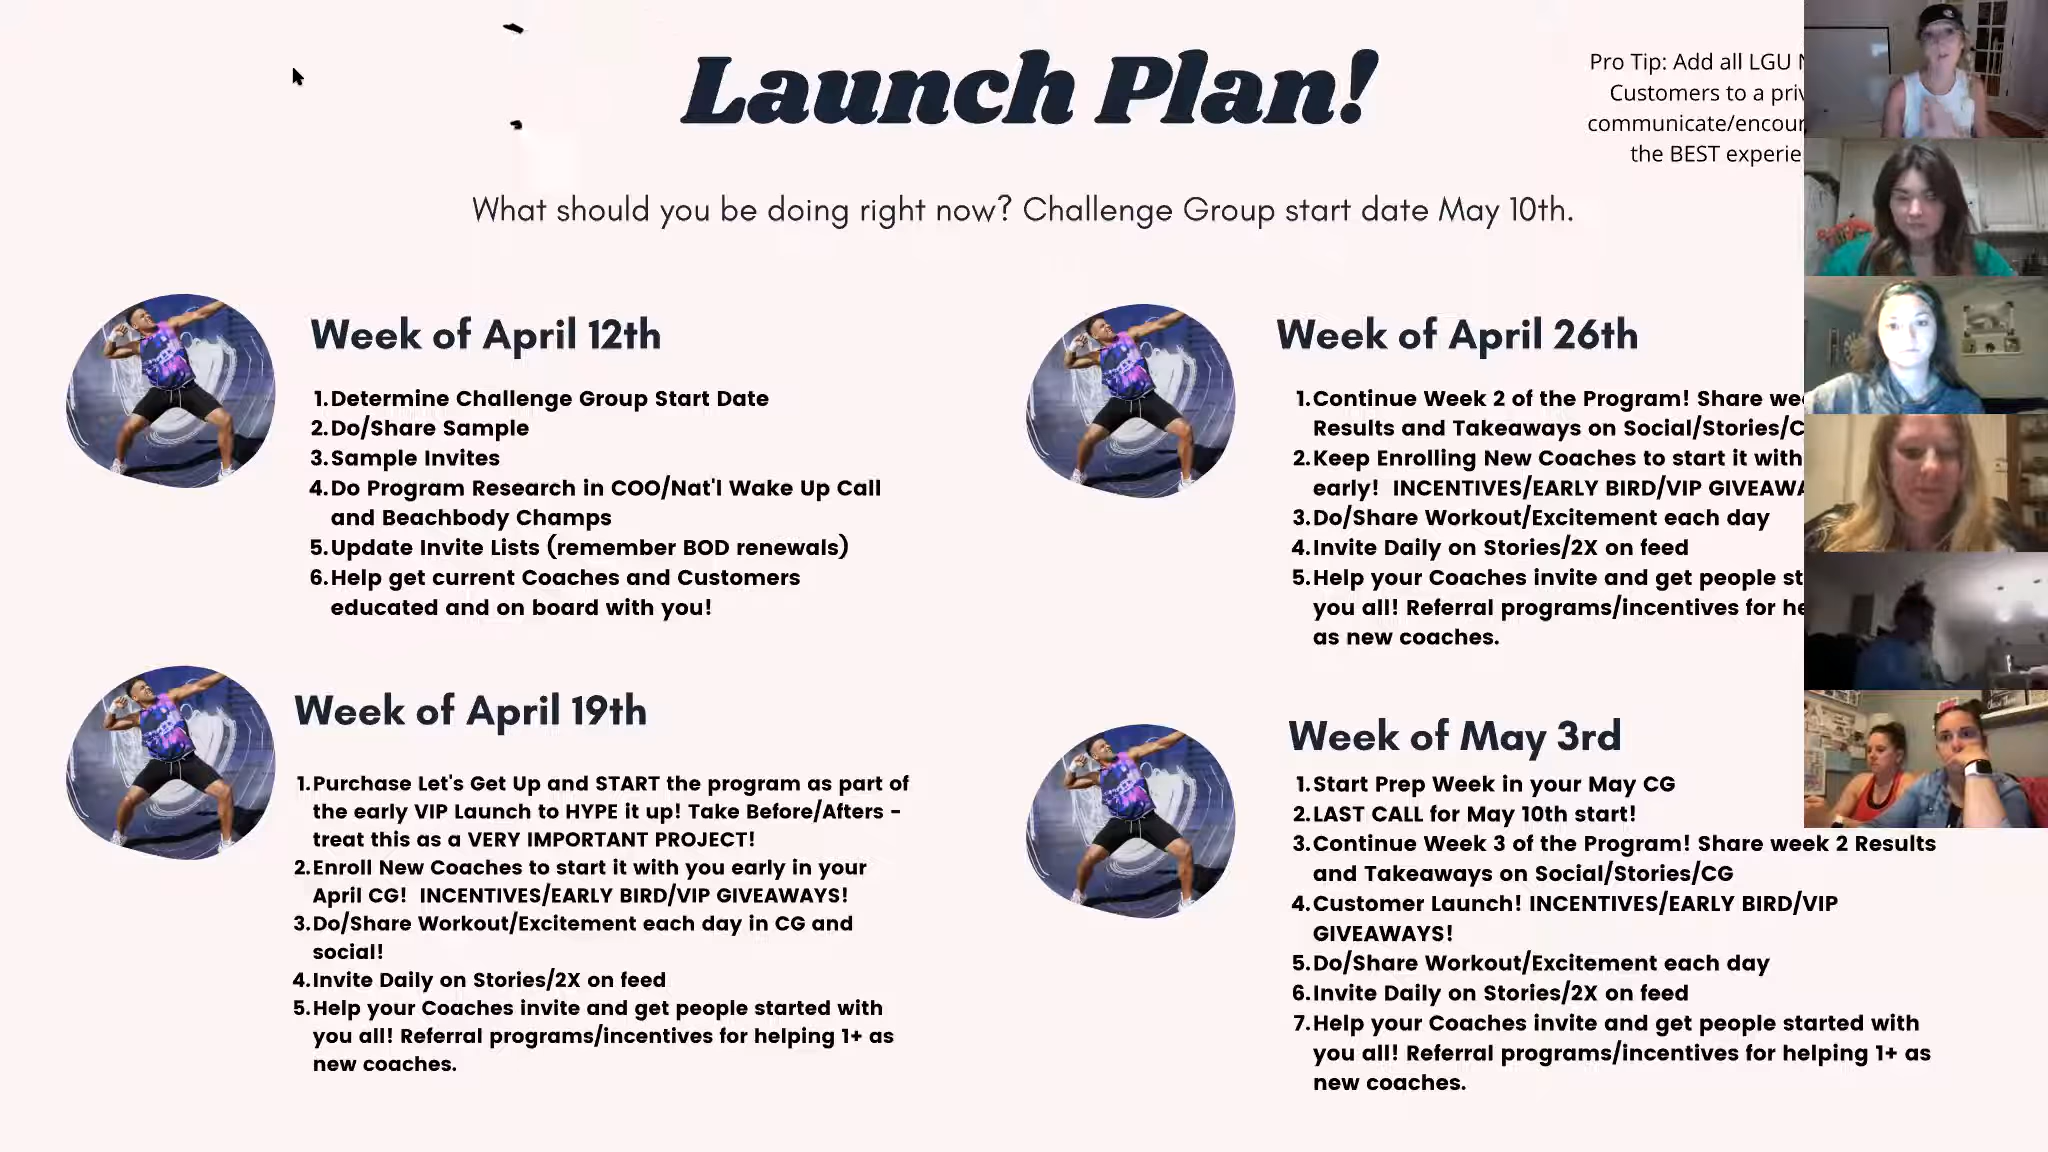 Launch Plan!
Pro Tip: Add all LGU
Customers to a
communicate/
the BEST
What should you be doing right now? Challenge Group start date May 10th.
Week of April 12th
1. Determine Challenge Group Start Date
2. Do/Share Sample
3. Sample Invites
4. Do Program Research in COO/Nat'l Wake Up Call
and Beachbody Champs
5. Update Invite Lists (remember BOD renewals)
6. Help get current Coaches and Customers
educated and on board with you!
Week of April 19th
1. Purchase Let's Get Up and START the program as part of
the early VIP Launch to HYPE it up! Take Before/Afters -
treat this as a VERY IMPORTANT PROJECT!
2. Enroll New Coaches to start it with you early in your
April CG! INCENTIVES/EARLY BIRD/VIP GIVEAWAYS!
3. Do/Share Workout/Excitement each day in CG and
social!
4. Invite Daily on Stories/2X on feed
5. Help your Coaches invite and get people started with
you all! Referral programs/incentives for helping 1+ as
new coaches.
Week of April 26th
1. Continue Week 2 of the Program! Share
Results and Takeaways on Social/Stories/
2. Keep Enrolling New Coaches to start it with
early! INCENTIVES/EARLY BIRD/VIP
3. Do/Share Workout/Excitement each day
4. Invite Daily on Stories/2X on feed
5. Help your Coaches invite and get people
you all! Referral programs/incentives for
as new coaches.
Week of May 3rd
1. Start Prep Week in your May CG
2. LAST CALL for May 10th start!
3. Continue Week 3 of the Program! Share week 2 Results
and Takeaways on Social/Stories/CG
4. Customer Launch! INCENTIVES/EARLY BIRD/VIP
GIVEAWAYS!
5. Do/Share Workout/Excitement each day
6. Invite Daily on Stories/2X on feed
7. Help your Coaches invite and get people started with
you all! Referral programs/incentives for helping 1+ as
new coaches.